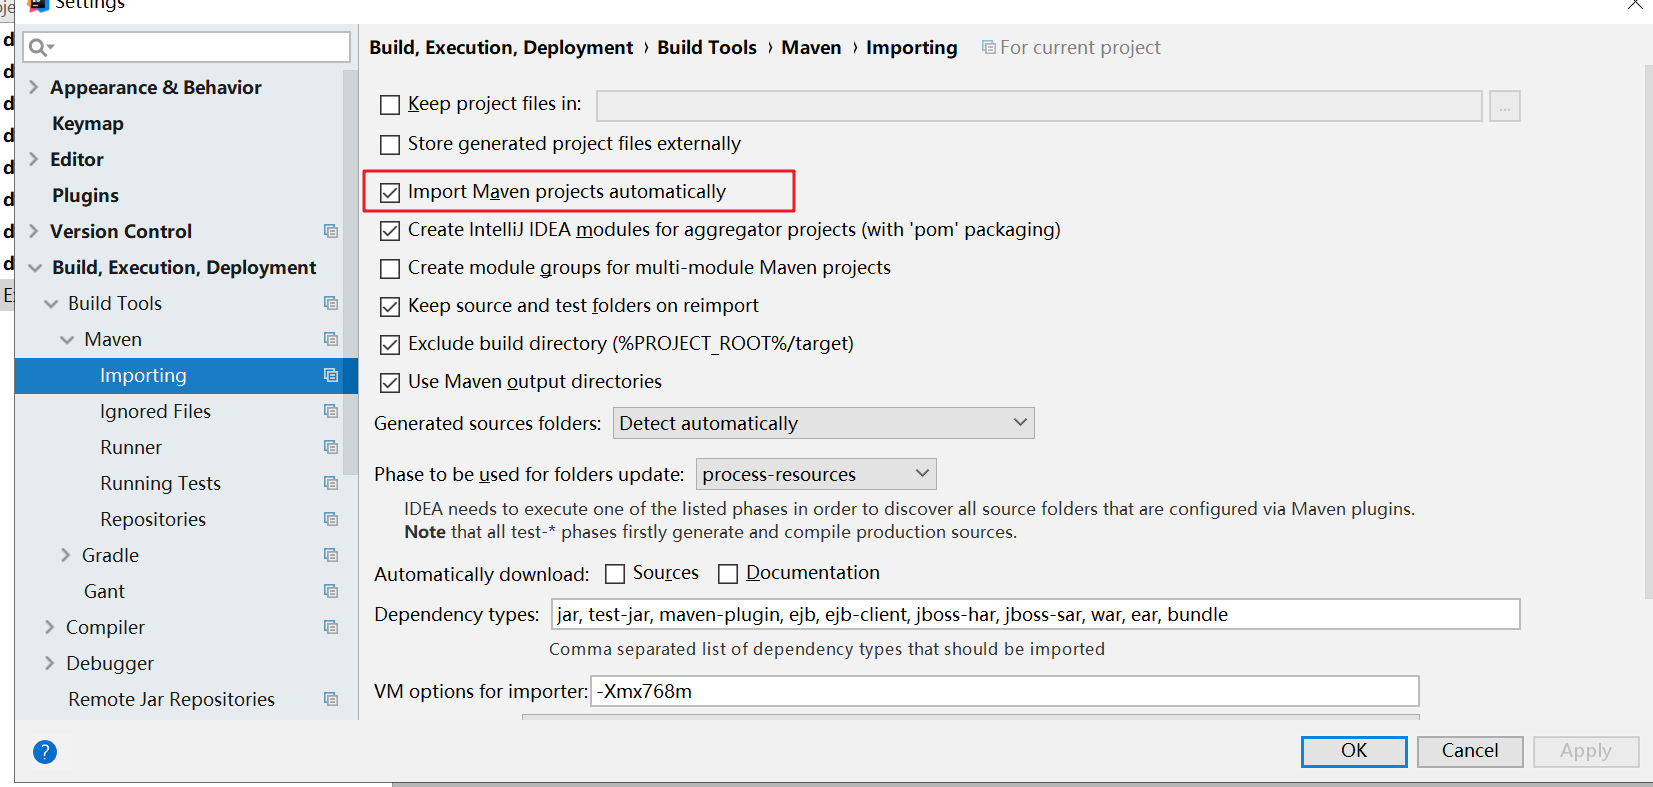 Settings
Appearance & Behavior
Keymap
Editor
Plugins
Version Control
Build, Execution, Deployment
Build Tools
Maven
Importing
Ignored Files
Runner
Running Tests
Repositories
Gradle
Gant
Compiler
Debugger
Remote Jar Repositories
Build, Execution, Deployment › Build Tools › Maven › Importing For current project
Keep project files in: ...
Store generated project files externally
Import Maven projects automatically
Create IntelliJ IDEA modules for aggregator projects (with 'pom' packaging)
Create module groups for multi-module Maven projects
Keep source and test folders on reimport
Exclude build directory (%PROJECT_ROOT%/target)
Use Maven output directories
Generated sources folders: Detect automatically
Phase to be used for folders update: process-resources
IDEA needs to execute one of the listed phases in order to discover all source folders that are configured via Maven plugins.
Note that all test-* phases firstly generate and compile production sources.
Automatically download: Sources Documentation
Dependency types: jar, test-jar, maven-plugin, ejb, ejb-client, jboss-har, jboss-sar, war, ear, bundle
Comma separated list of dependency types that should be imported
VM options for importer: -Xmx768m
?
OK Cancel Apply